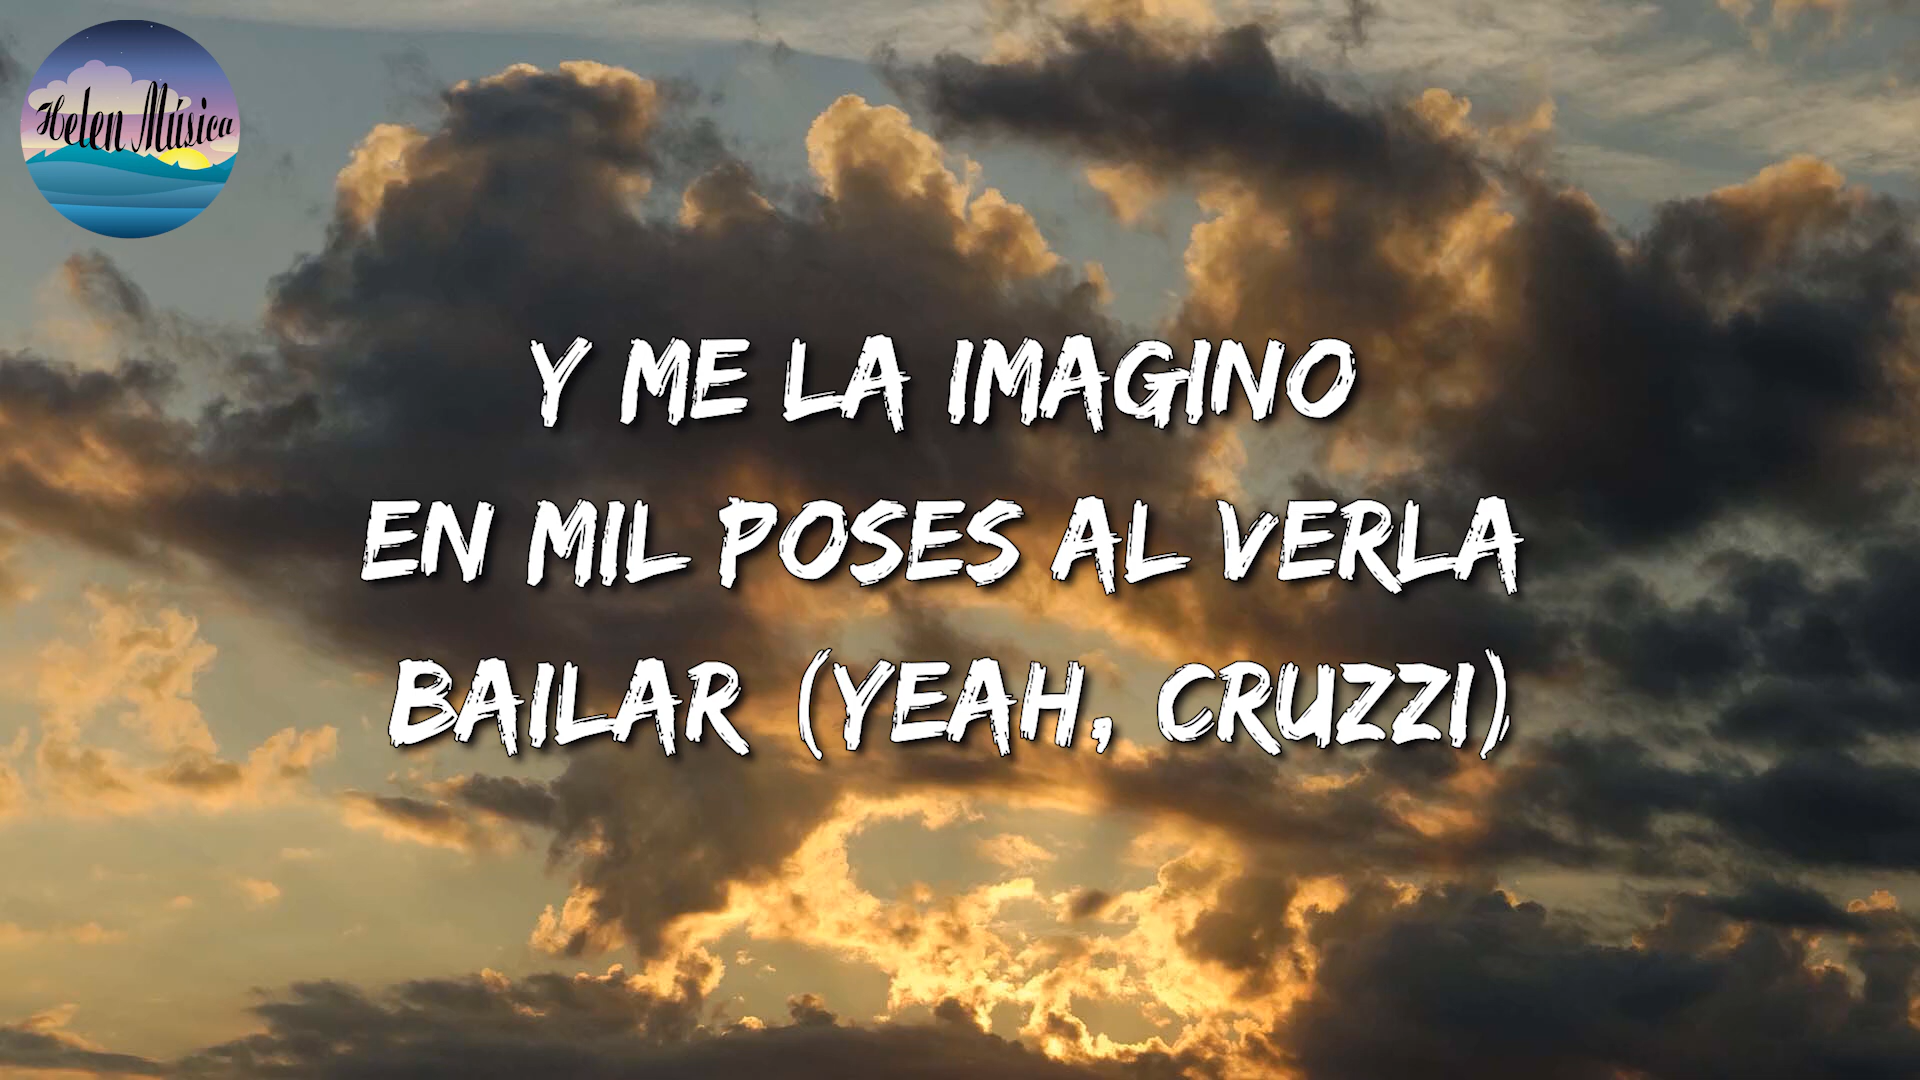 Helen Música
Y ME LA IMAGINO
EN MIL POSES AL VERLA
BAILAR (YEAH, CRUZZI)